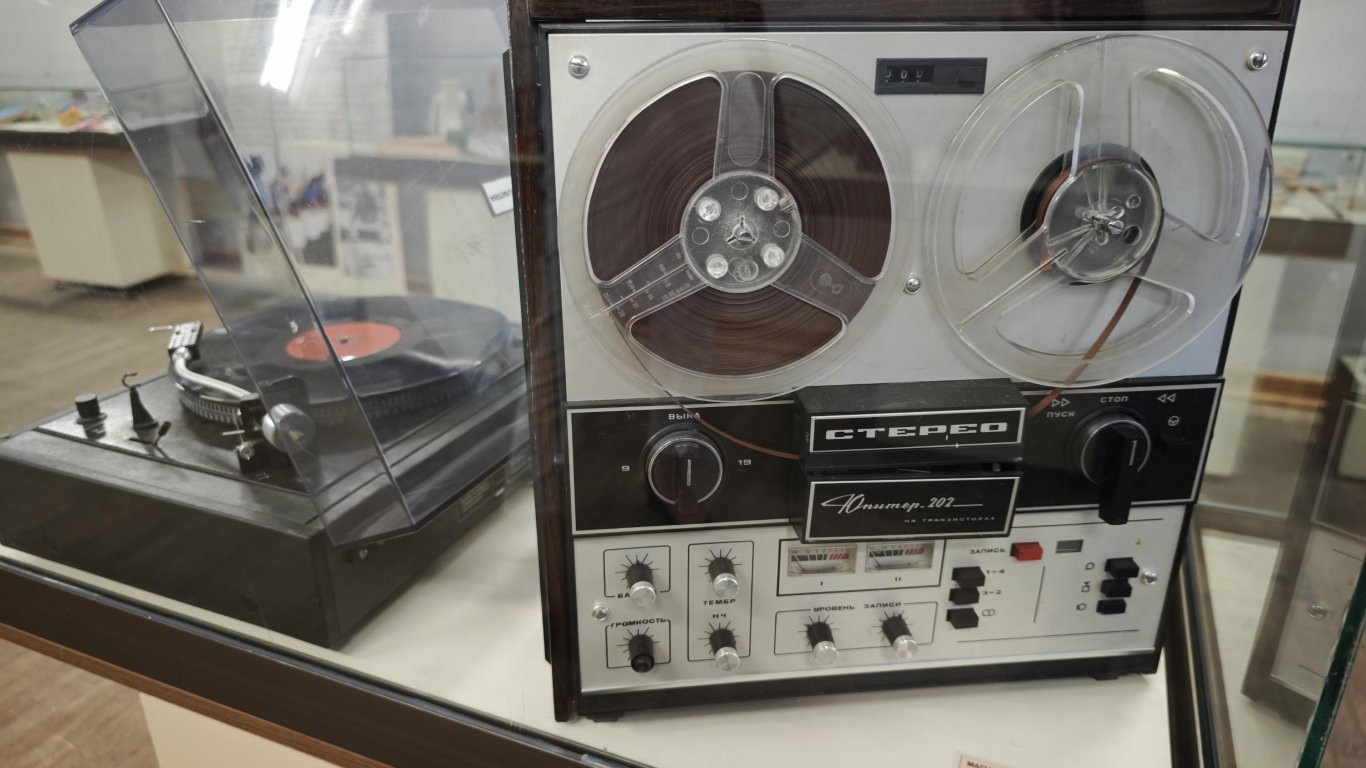 ВЫКЛ
9
19
СТЕРЕО
Юпитер-202
НА ТРАНЗИСТОРАХ
СТОП
ПУСК
ТЕМБР
НЧ
ГРОМКОСТЬ
I
II
УРОВЕНЬ ЗАПИСИ
ЗАПИСЬ
1-4
3-2